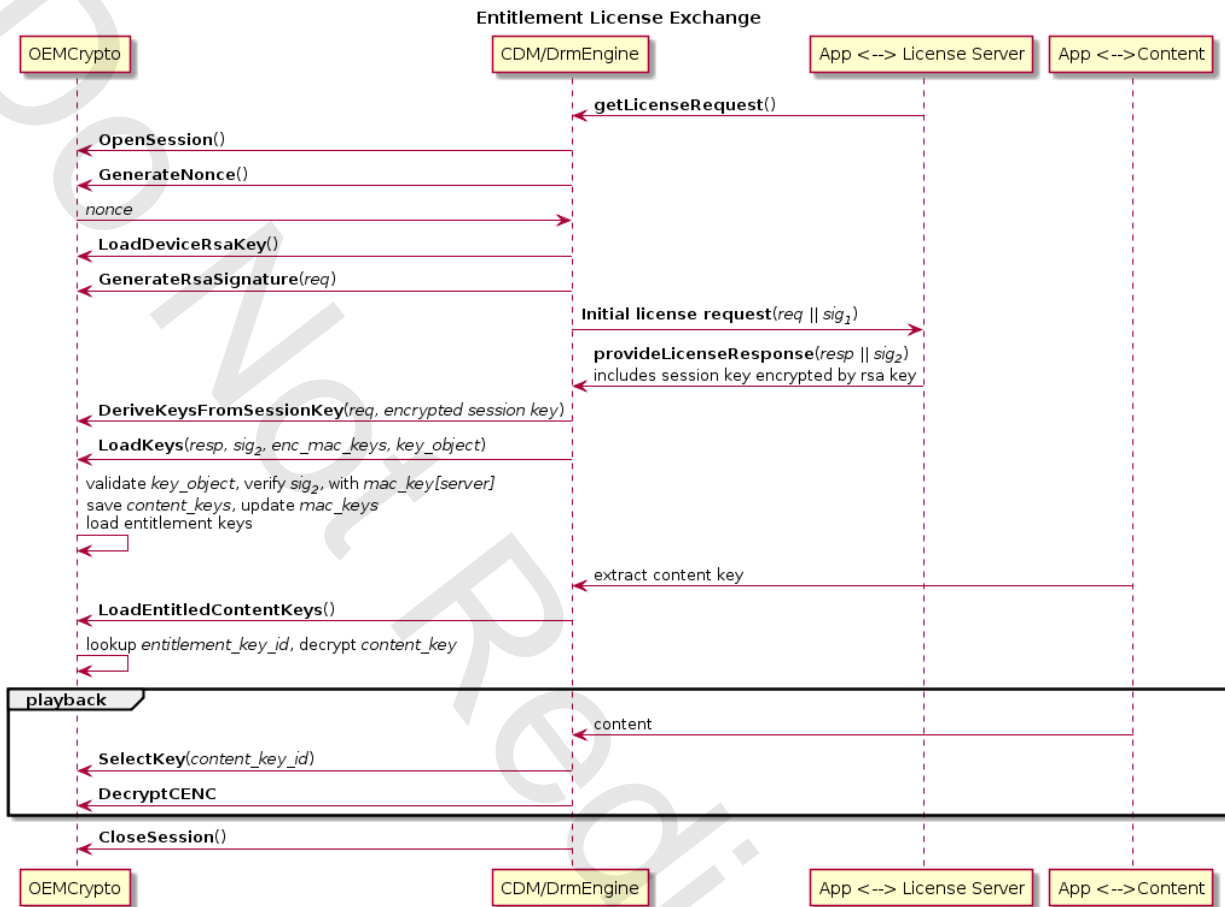 Entitlement License Exchange
OEMCrypto
CDM/DrmEngine
App <--> License Server
App <-->Content
getLicenseRequest()
OpenSession()
GenerateNonce()
nonce
LoadDeviceRsaKey()
GenerateRsaSignature(req)
Initial license request(req || sig1)
provideLicenseResponse(resp || sig2)
includes session key encrypted by rsa key
DeriveKeysFromSessionKey(req, encrypted session key)
LoadKeys(resp, sig2, enc_mac_keys, key_object)
validate key_object, verify sig2, with mac_key[server]
save content_keys, update mac_keys
load entitlement keys
extract content key
LoadEntitledContentKeys()
lookup entitlement_key_id, decrypt content_key
playback
content
SelectKey(content_key_id)
DecryptCENC
CloseSession()
OEMCrypto
CDM/DrmEngine
App <--> License Server
App <-->Content
Do Not Redi